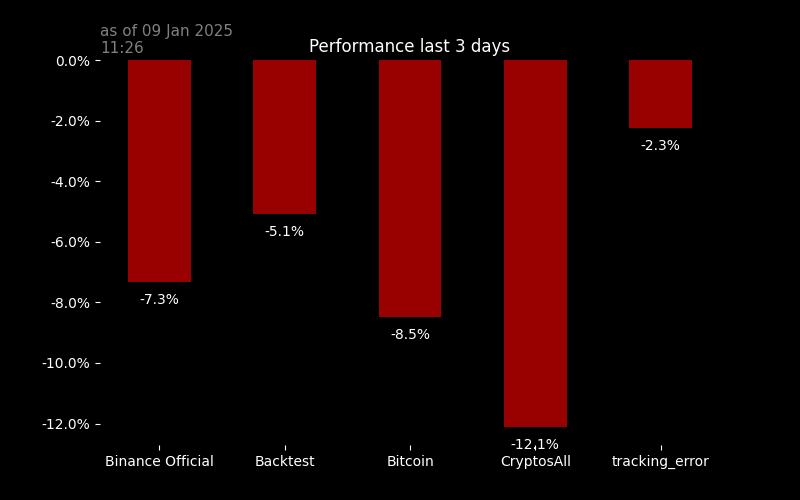 as of 09 Jan 2025
11:26
Performance last 3 days
0.0%
-2.0%
-4.0%
-6.0%
-8.0%
-10.0%
-12.0%
-7.3%
-5.1%
-8.5%
-12.1%
-2.3%
Binance Official
Backtest
Bitcoin
CryptosAll
tracking_error